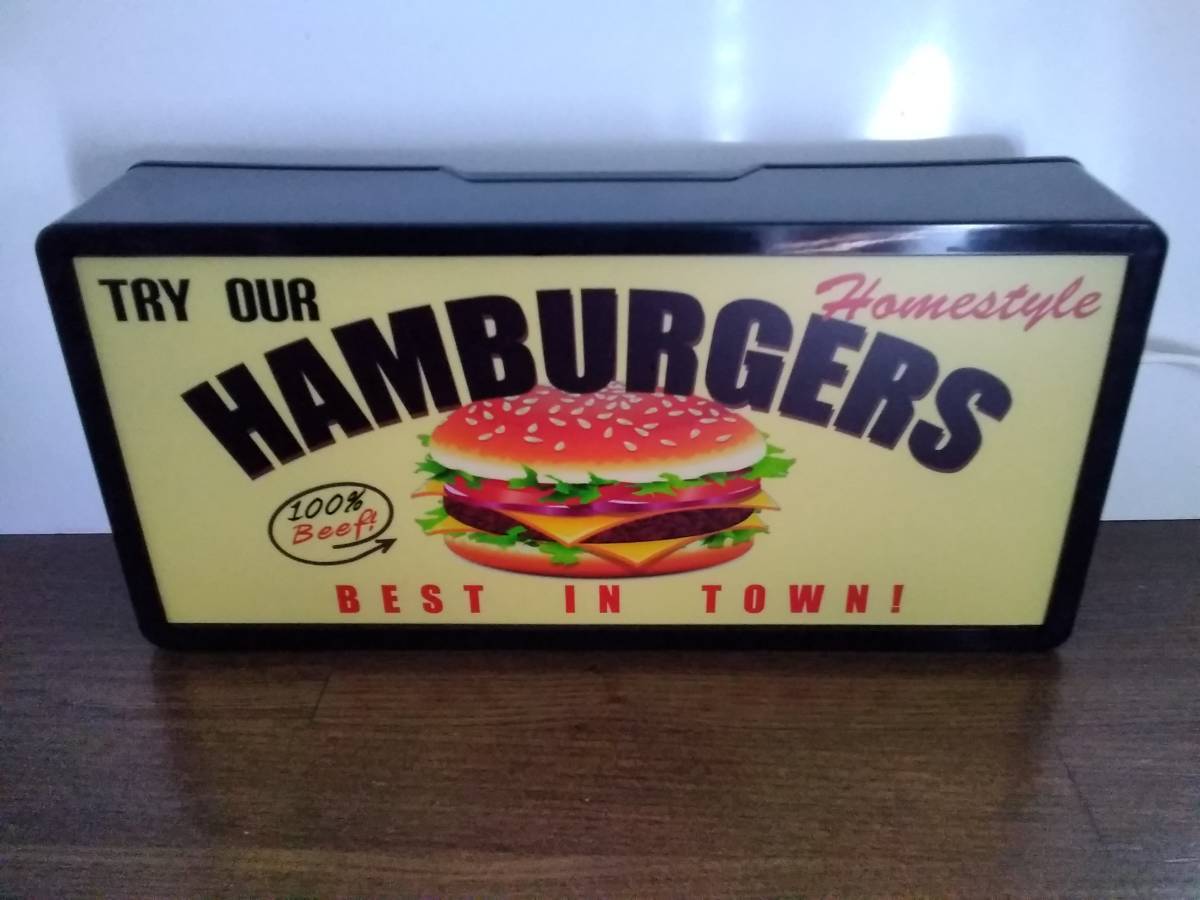 TRY OUR
Homestyle
HAMBURGERS
100%
Beef!
BEST IN TOWN!